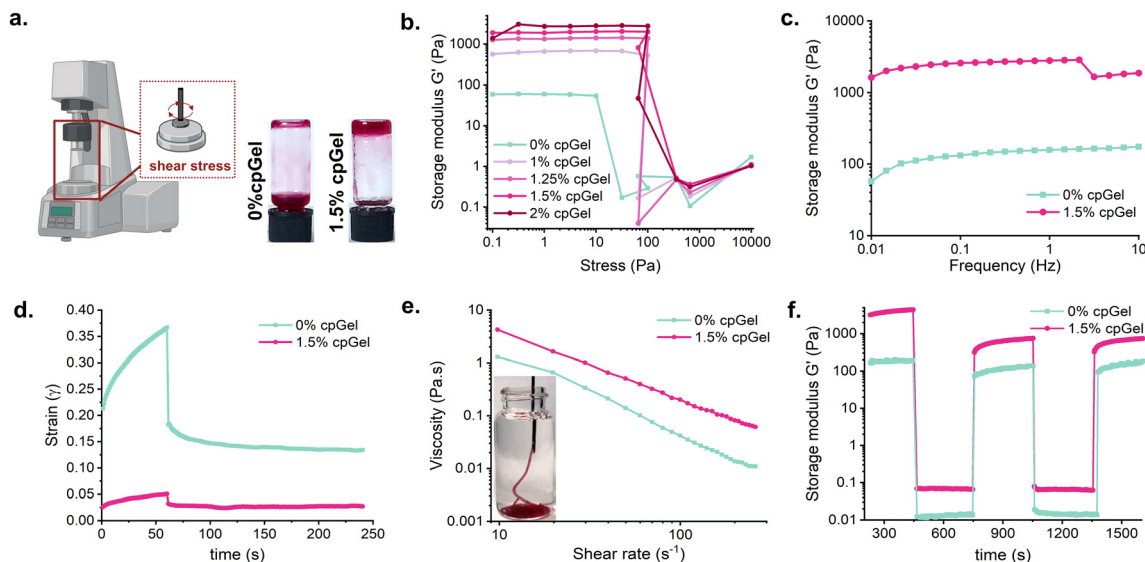 a.
shear stress
0%cpGel
1.5% cpGel
b.
Storage modulus G' (Pa)
1000
100
10
1
0.1
0% cpGel
1% cpGel
1.25% cpGel
1.5% cpGel
2% cpGel
0.1
1
10
100
1000
10000
Stress (Pa)
c.
Storage modulus G' (Pa)
10000
1000
100
10
0% cpGel
1.5% cpGel
0.01
0.1
1
10
Frequency (Hz)
d.
Strain (γ)
0.40
0.35
0.30
0.25
0.20
0.15
0.10
0.05
0.00
0% cpGel
1.5% cpGel
0
50
100
150
200
250
time (s)
e.
Viscosity (Pa.s)
10
1
0.1
0.01
0.001
0% cpGel
1.5% cpGel
10
100
Shear rate (s⁻¹)
f.
Storage modulus G' (Pa)
1000
100
10
1
0.1
0.01
0% cpGel
1.5% cpGel
300
600
900
1200
1500
time (s)